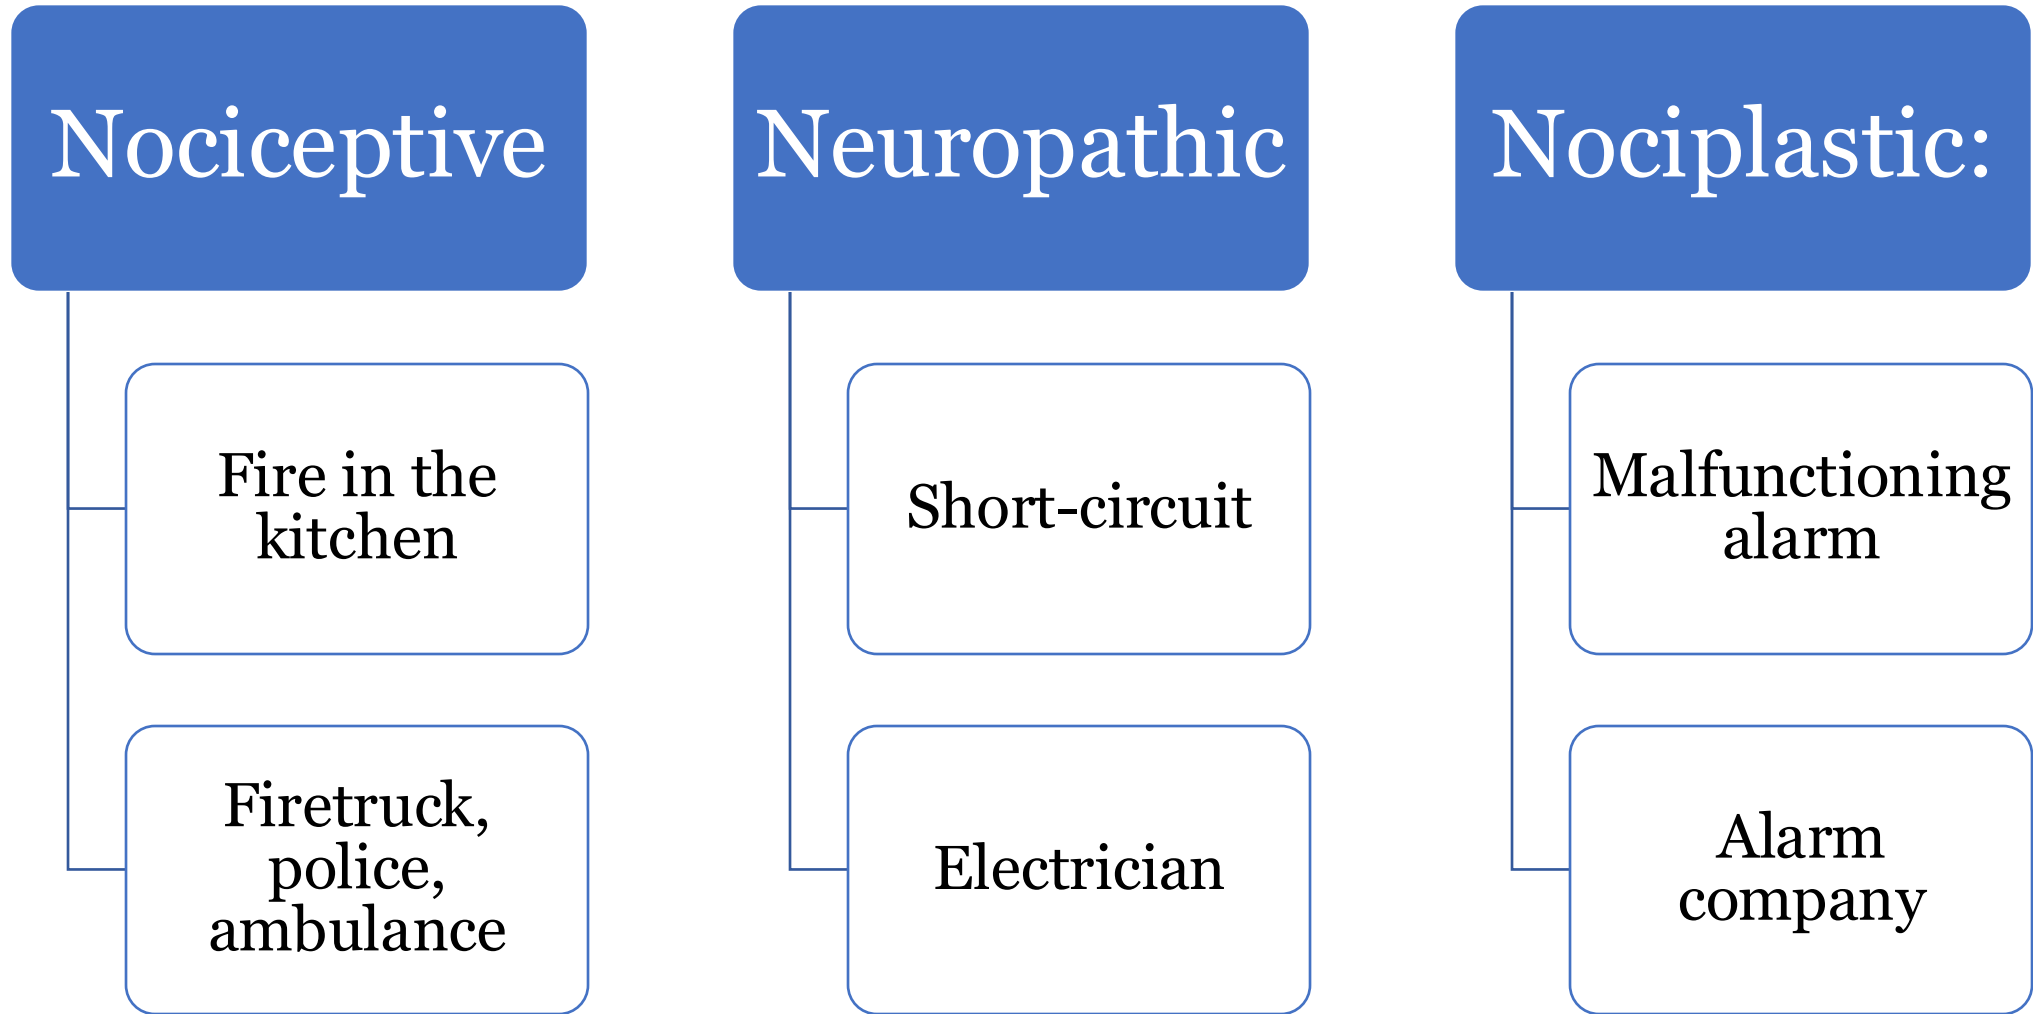 Nociceptive
Fire in the
kitchen
Firetruck,
police,
ambulance
Neuropathic
Short-circuit
Electrician
Nociplastic:
Malfunctioning
alarm
Alarm
company